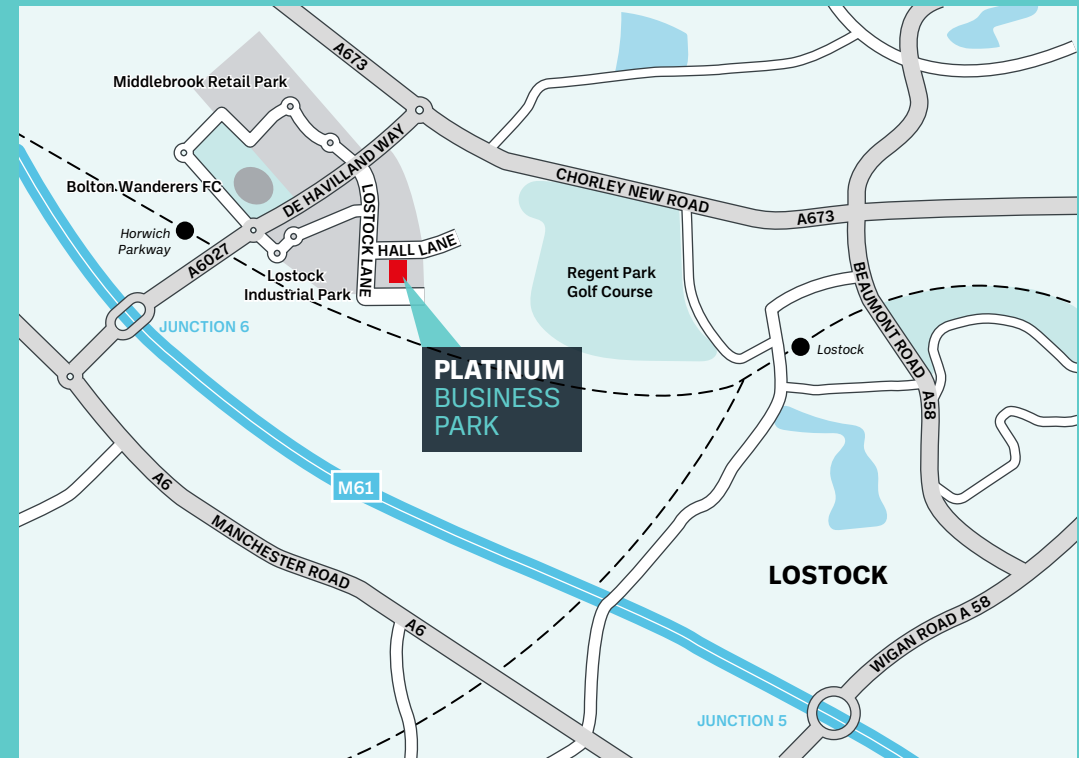 A673
Middlebrook Retail Park
DE HAVILLAND WAY
Bolton Wanderers FC
CHORLEY NEW ROAD
A673
LOSTOCK LANE
Horwich
Parkway
A6027
HALL LANE
Lostock
Industrial Park
Regent Park
Golf Course
BEAUMONT ROAD
A58
JUNCTION 6
Lostock
PLATINUM
BUSINESS
PARK
A6
M61
MANCHESTER ROAD
LOSTOCK
A6
WIGAN ROAD A 58
JUNCTION 5